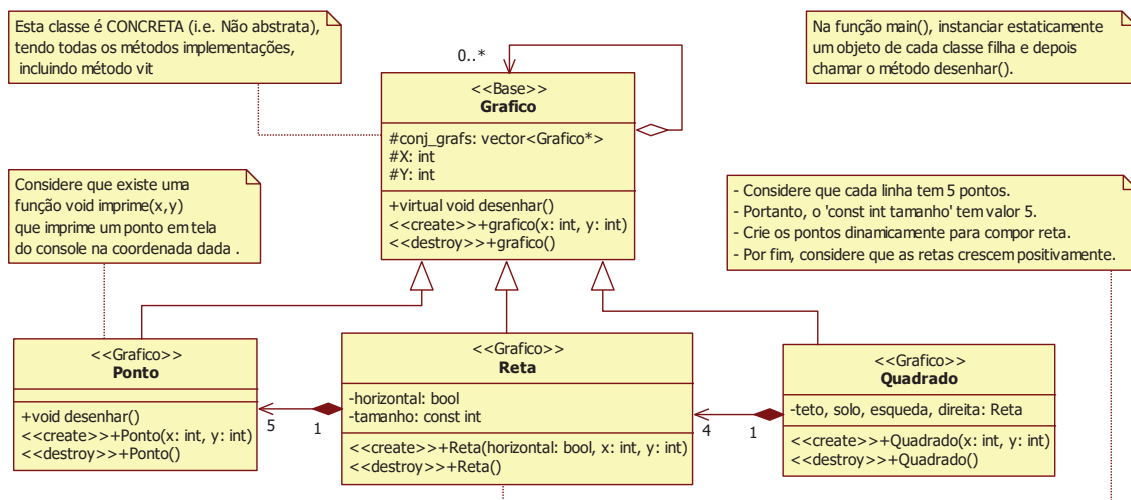 Esta classe é CONCRETA (i.e. Não abstrata),
tendo todas os métodos implementações,
incluindo método vit
Na função main(), instanciar estaticamente
um objeto de cada classe filha e depois
chamar o método desenhar().
0..*
<<Base>>
Grafico
#conj_grafs: vector<Grafico*>
#X: int
#Y: int
+virtual void desenhar()
<<create>>+grafico(x: int, y: int)
<<destroy>>+grafico()
Considere que existe uma
função void imprime(x,y)
que imprime um ponto em tela
do console na coordenada dada .
- Considere que cada linha tem 5 pontos.
- Portanto, o 'const int tamanho' tem valor 5.
- Crie os pontos dinamicamente para compor reta.
- Por fim, considere que as retas crescem positivamente.
<<Grafico>>
Ponto
+void desenhar()
<<create>>+Ponto(x: int, y: int)
<<destroy>>+Ponto()
5
1
<<Grafico>>
Reta
-horizontal: bool
-tamanho: const int
<<create>>+Reta(horizontal: bool, x: int, y: int)
<<destroy>>+Reta()
4
1
<<Grafico>>
Quadrado
-teto, solo, esqueda, direita: Reta
<<create>>+Quadrado(x: int, y: int)
<<destroy>>+Quadrado()